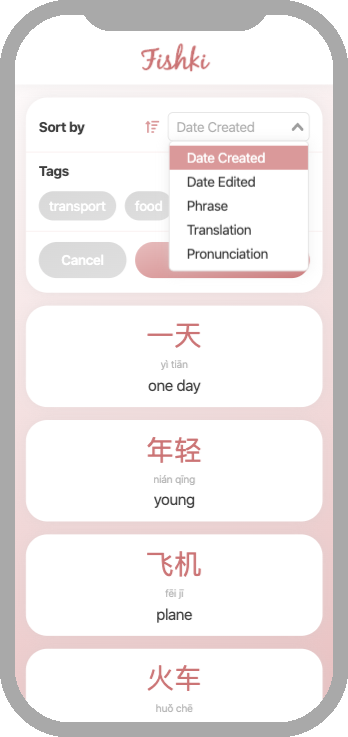 Fishki
Sort by
Date Created
Date Created
Date Edited
Phrase
Translation
Pronunciation
Tags
transport
food
Cancel
一天
yì tiān
one day
年轻
nián qīng
young
飞机
fēi jī
plane
火车
huǒ chē